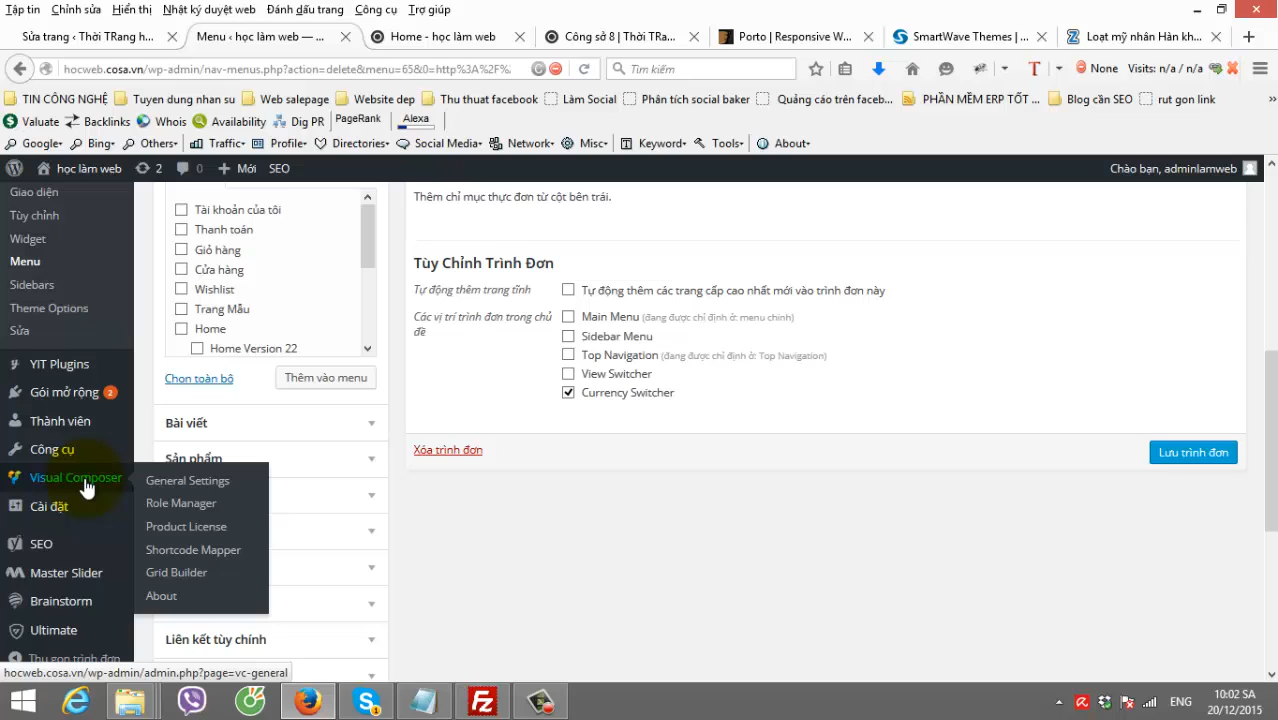 Tập tin Chỉnh sửa Hiển thị Nhật ký duyệt web Đánh dấu trang Công cụ Trợ giúp
Sửa trang ‹ Thời TRang h... Menu ‹ học làm web — ... Home - học làm web Công sở 8 | Thời TRa... Porto | Responsive W... SmartWave Themes | ... Loạt mỹ nhân Hàn kh...
hocweb.cosa.vn/wp-admin/nav-menus.php?action=delete&menu=65&0=http%3A%2F%. Tìm kiếm None Visits: n/a / n/a
TIN CÔNG NGHỆ Tuyen dung nhan su Web salepage Website dep Thu thuat facebook Làm Social Phân tích social baker Quảng cáo trên faceb... PHẦN MỀM ERP TỐT ... Blog cần SEO rut gon link
Valuate Backlinks Whois Availability Dig PR PageRank Alexa
Google Bing Others Traffic Profile Directories Social Media Network Misc Keyword Tools About
học làm web 2 0 Mới SEO Chào bạn, adminlamweb
Giao diện
Tùy chỉnh
Widget
Menu
Sidebars
Theme Options
Sửa
YIT Plugins
Gói mở rộng 2
Thành viên
Công cụ
Visual Composer
Cài đặt
SEO
Master Slider
Brainstorm
Ultimate
Thu gọn trình đơn
General Settings
Role Manager
Product License
Shortcode Mapper
Grid Builder
About
Tài khoản của tôi
Thanh toán
Giỏ hàng
Cửa hàng
Wishlist
Trang Mẫu
Home
Home Version 22
Chọn toàn bộ Thêm vào menu
Bài viết
Sản phẩm
Liên kết tùy chỉnh
Thêm chỉ mục thực đơn từ cột bên trái.
Tùy Chỉnh Trình Đơn
Tự động thêm trang tĩnh Tự động thêm các trang cấp cao nhất mới vào trình đơn này
Các vị trí trình đơn trong chủ đề
Main Menu (đang được chỉ định ở: menu chinh)
Sidebar Menu
Top Navigation (đang được chỉ định ở: Top Navigation)
View Switcher
Currency Switcher
Xóa trình đơn Lưu trình đơn
hocweb.cosa.vn/wp-admin/admin.php?page=vc-general
ENG 10:02 SA
20/12/2015